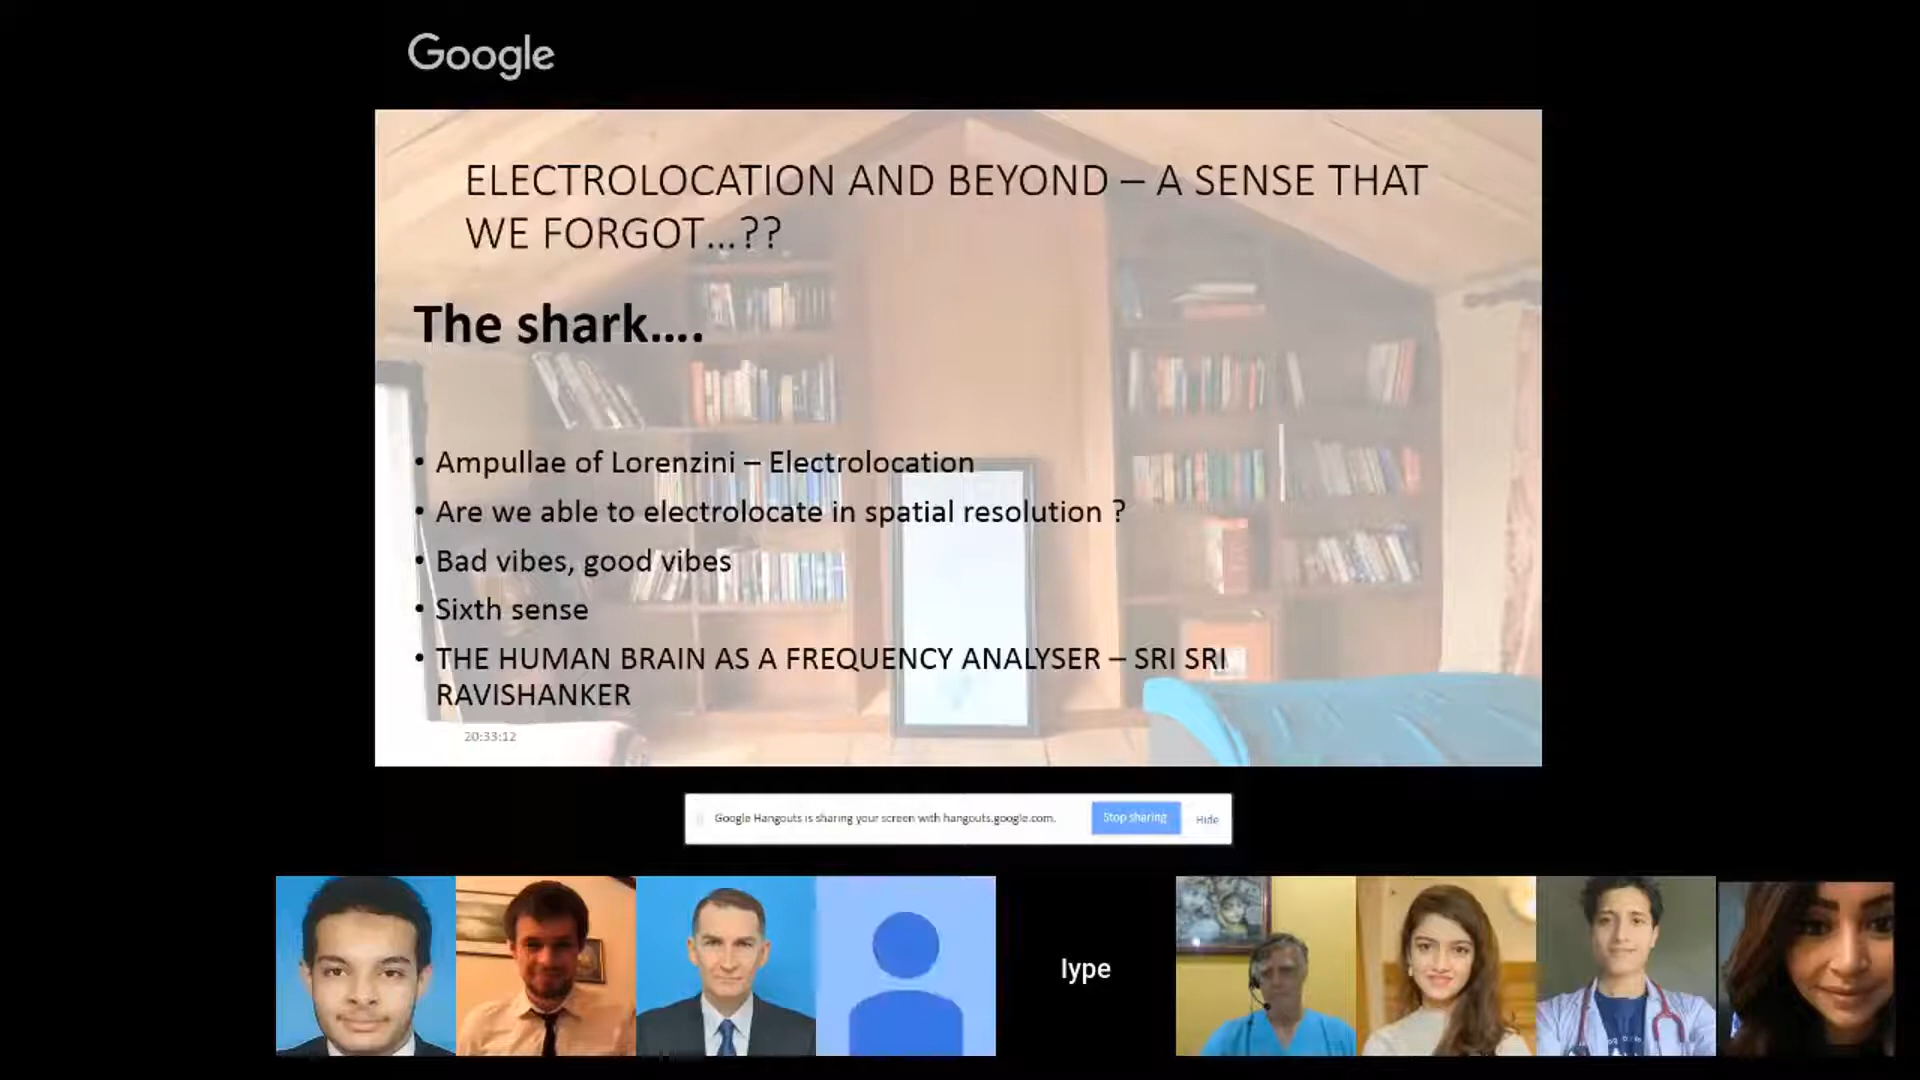 Google
ELECTROLOCATION AND BEYOND – A SENSE THAT
WE FORGOT...??
The shark....
• Ampullae of Lorenzini – Electrolocation
• Are we able to electrolocate in spatial resolution ?
• Bad vibes, good vibes
• Sixth sense
• THE HUMAN BRAIN AS A FREQUENCY ANALYSER – SRI SRI
RAVISHANKER
20:33:12
Google Hangouts is sharing your screen with hangouts.google.com.
Stop sharing
Hide
Iype